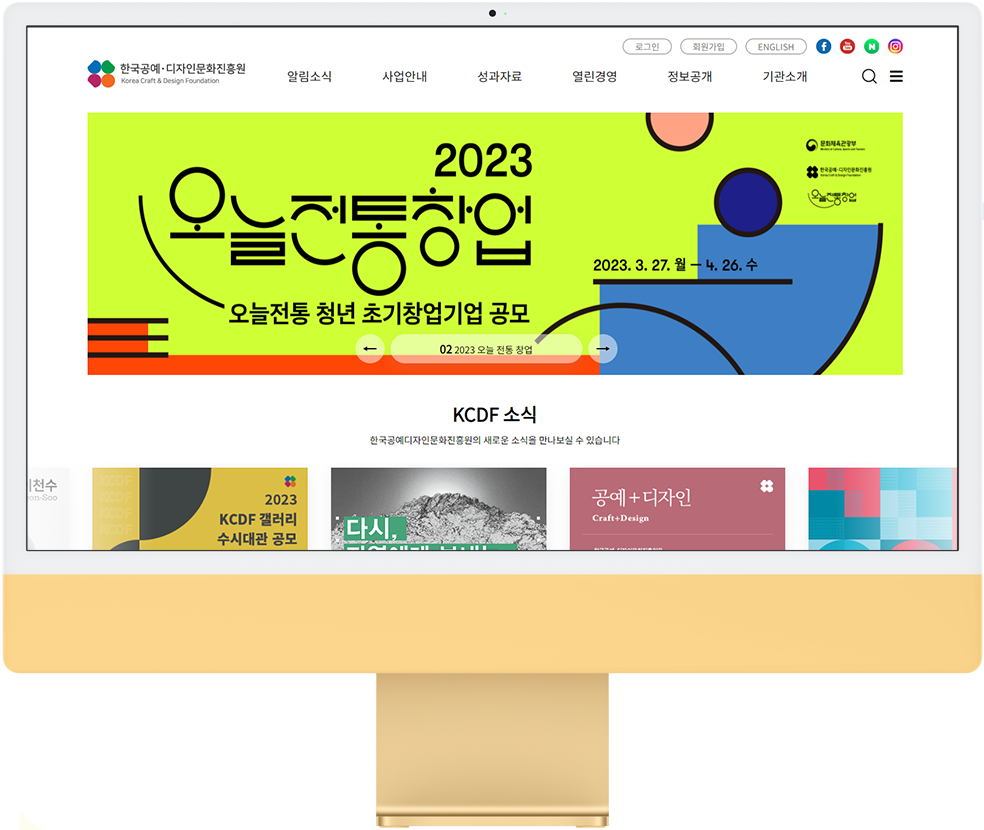 로그인 회원가입 ENGLISH
한국공예·디자인문화진흥원
Korea Craft & Design Foundation
알림소식 사업안내 성과자료 열린경영 정보공개 기관소개
2023
오늘전통창업
오늘전통 청년 초기창업기업 공모
문화체육관광부
한국공예·디자인문화진흥원
오늘전통창업
2023. 3. 27. 월 – 4. 26. 수
02 2023 오늘 전통 창업
KCDF 소식
한국공예디자인문화진흥원의 새로운 소식을 만나보실 수 있습니다
천수
on-Soo
KCDF
KCDF
2023
KCDF 갤러리
수시대관 공모
다시,
공예+디자인
Craft+Design